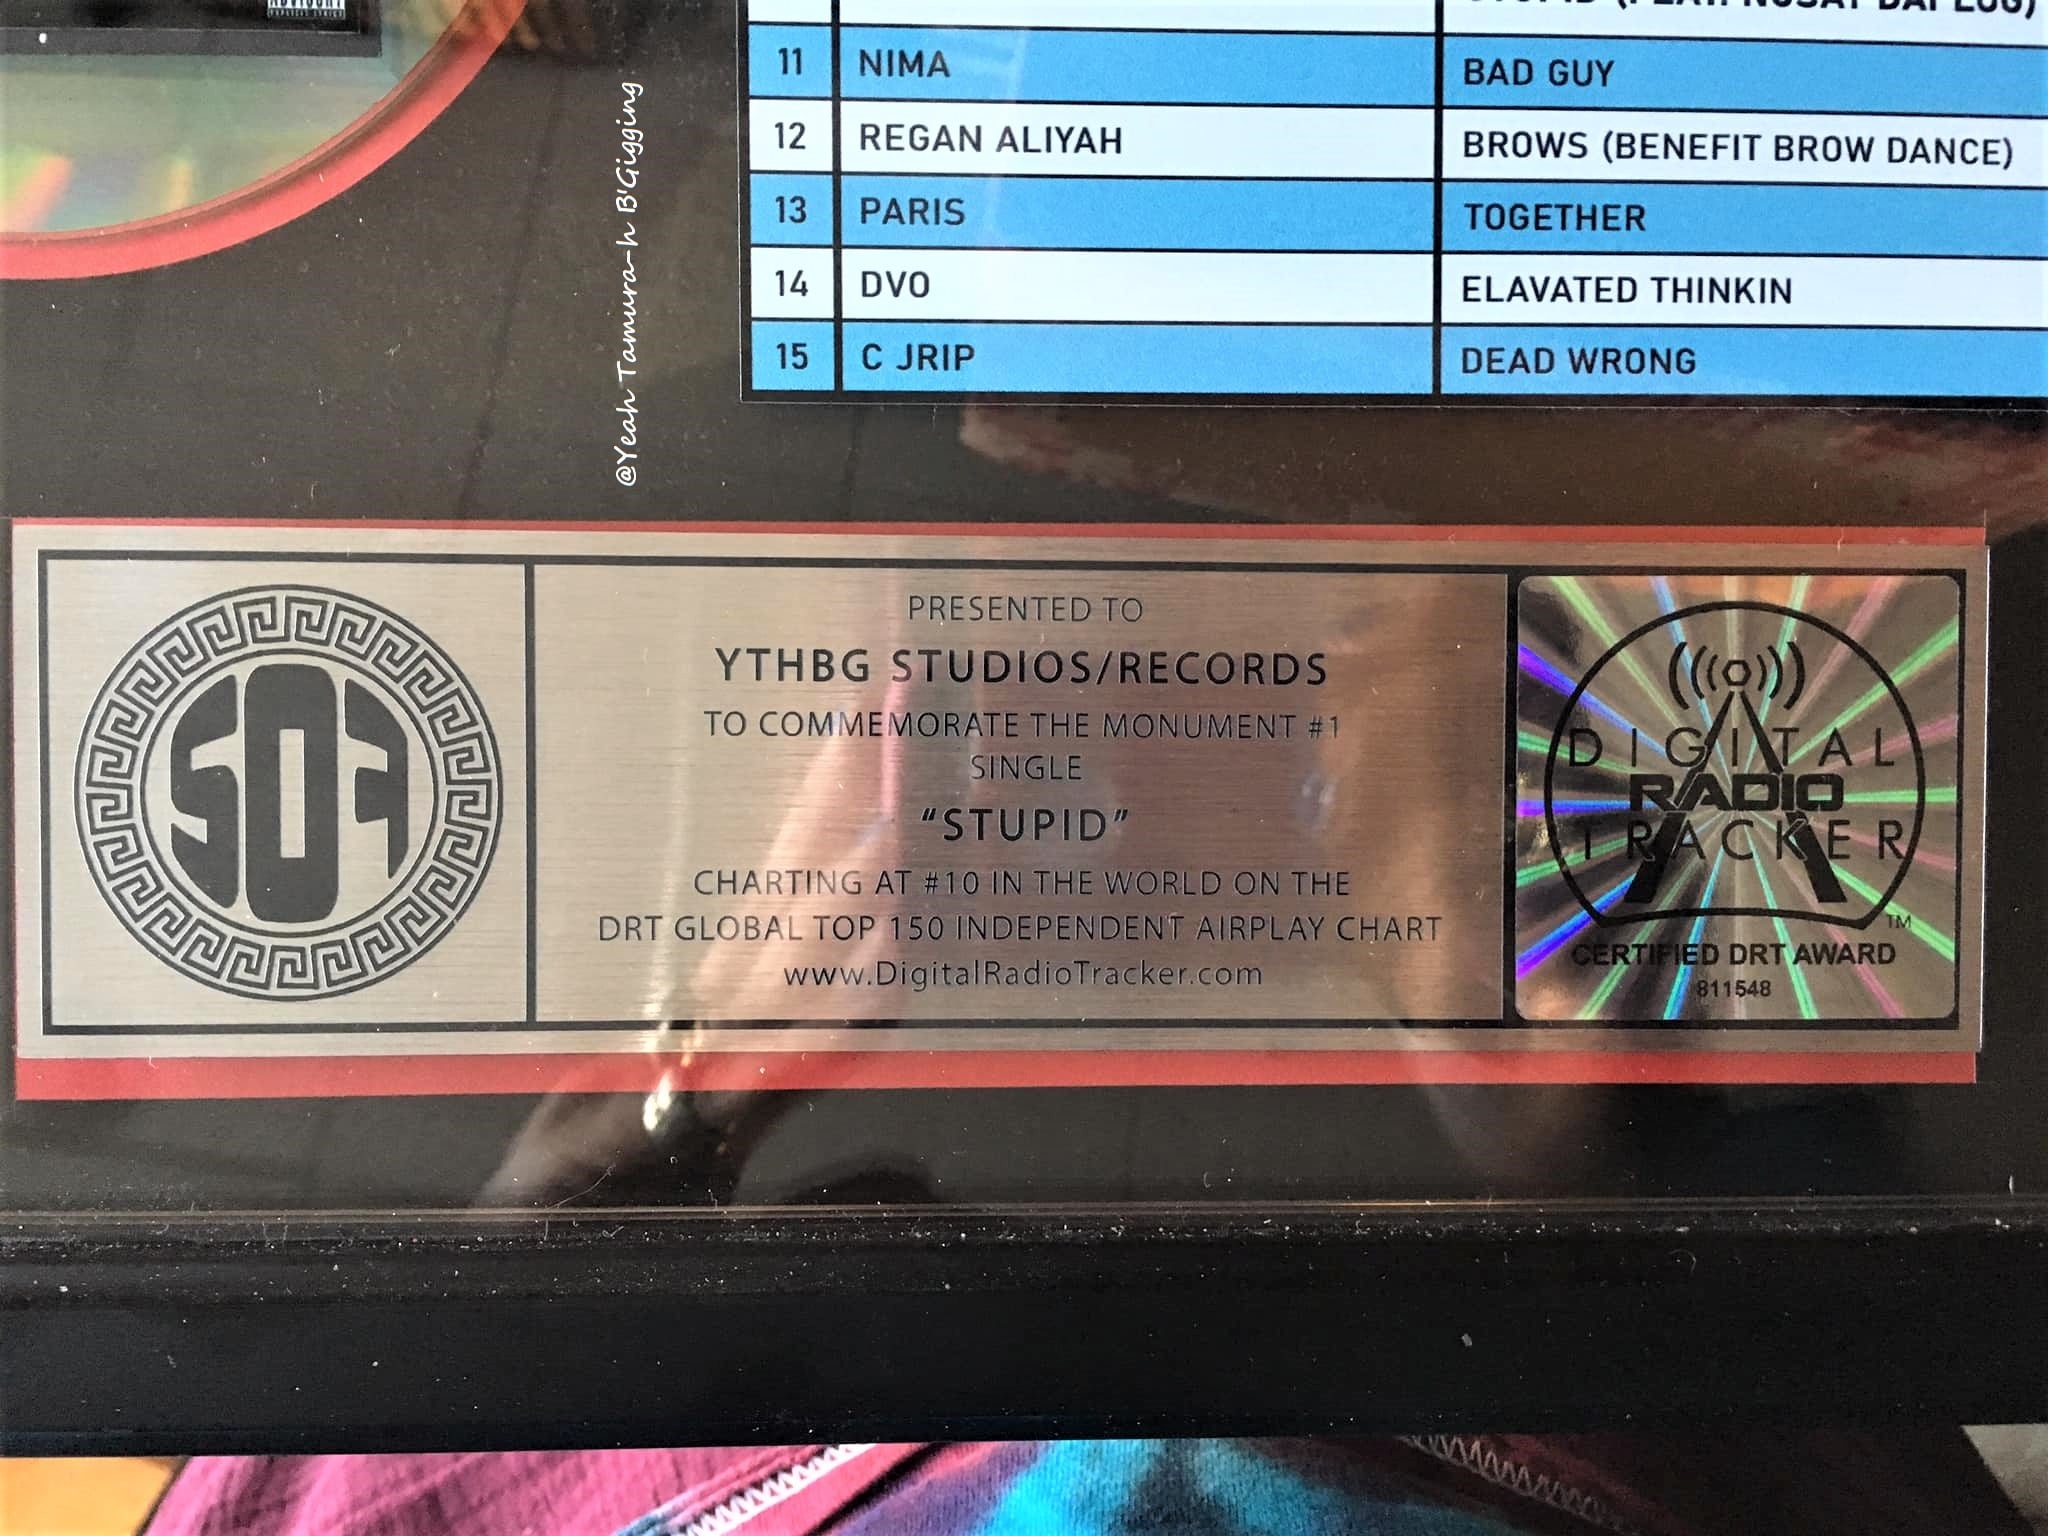 11 NIMA BAD GUY
12 REGAN ALIYAH BROWS (BENEFIT BROW DANCE)
13 PARIS TOGETHER
14 DVO ELAVATED THINKIN
15 C JRIP DEAD WRONG
@Yeah Tamura-h B'Gigging
SOF
PRESENTED TO
YTHBG STUDIOS/RECORDS
TO COMMEMORATE THE MONUMENT #1
SINGLE
"STUPID"
CHARTING AT #10 IN THE WORLD ON THE
DRT GLOBAL TOP 150 INDEPENDENT AIRPLAY CHART
www.DigitalRadioTracker.com
DIGITAL
RADIO
TRACKER
TM
CERTIFIED DRT AWARD
811548